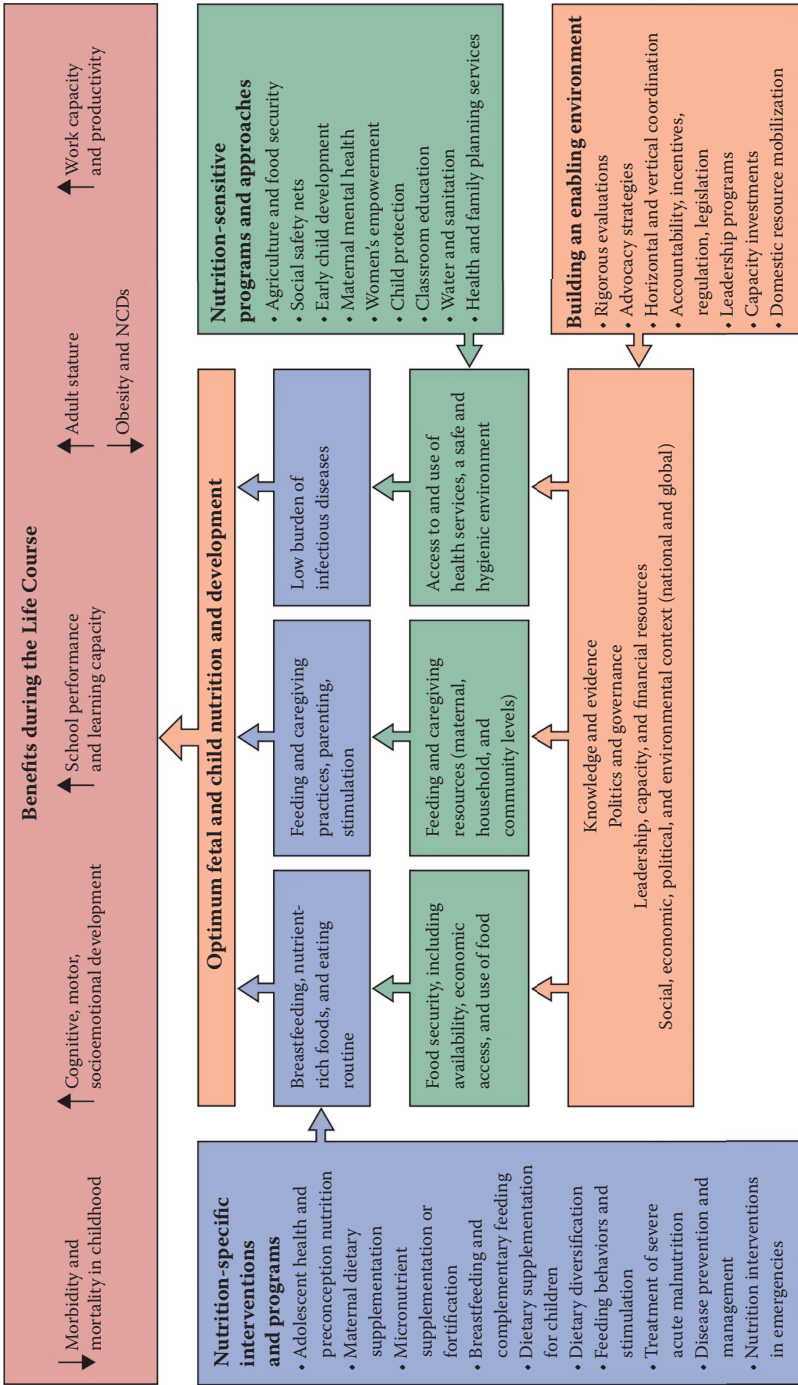 Benefits during the Life Course
Morbidity and
mortality in childhood
Cognitive, motor,
socioemotional development
School performance
and learning capacity
Adult stature
Obesity and NCDs
Work capacity
and productivity
Nutrition-specific
interventions
and programs
• Adolescent health and
preconception nutrition
• Maternal dietary
supplementation
• Micronutrient
supplementation or
fortification
• Breastfeeding and
complementary feeding
• Dietary supplementation
for children
• Dietary diversification
• Feeding behaviors and
stimulation
• Treatment of severe
acute malnutrition
• Disease prevention and
management
• Nutrition interventions
in emergencies
Optimum fetal and child nutrition and development
Breastfeeding, nutrient-
rich foods, and eating
routine
Feeding and caregiving
practices, parenting,
stimulation
Low burden of
infectious diseases
Food security, including
availability, economic
access, and use of food
Feeding and caregiving
resources (maternal,
household, and
community levels)
Access to and use of
health services, a safe and
hygienic environment
Knowledge and evidence
Politics and governance
Leadership, capacity, and financial resources
Social, economic, political, and environmental context (national and global)
Nutrition-sensitive
programs and approaches
• Agriculture and food security
• Social safety nets
• Early child development
• Maternal mental health
• Women's empowerment
• Child protection
• Classroom education
• Water and sanitation
• Health and family planning services
Building an enabling environment
• Rigorous evaluations
• Advocacy strategies
• Horizontal and vertical coordination
• Accountability, incentives,
regulation, legislation
• Leadership programs
• Capacity investments
• Domestic resource mobilization